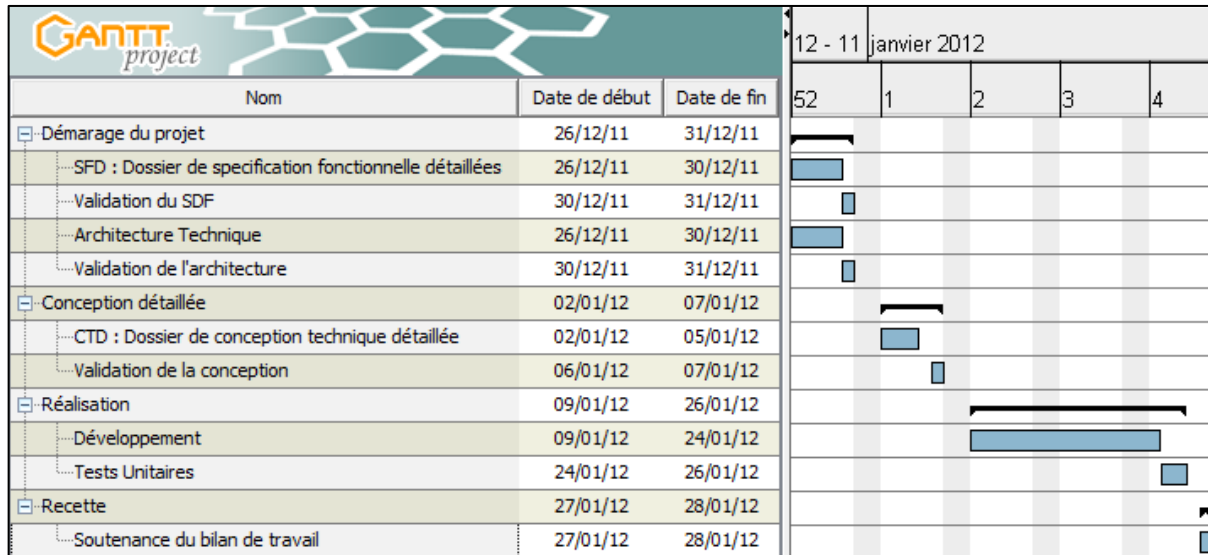 GANTT
project
12 - 11 janvier 2012
Nom Date de début Date de fin 52 1 2 3 4
Démarage du projet 26/12/11 31/12/11
SFD : Dossier de specification fonctionnelle détaillées 26/12/11 30/12/11
Validation du SDF 30/12/11 31/12/11
Architecture Technique 26/12/11 30/12/11
Validation de l'architecture 30/12/11 31/12/11
Conception détaillée 02/01/12 07/01/12
CTD : Dossier de conception technique détaillée 02/01/12 05/01/12
Validation de la conception 06/01/12 07/01/12
Réalisation 09/01/12 26/01/12
Développement 09/01/12 24/01/12
Tests Unitaires 24/01/12 26/01/12
Recette 27/01/12 28/01/12
Soutenance du bilan de travail 27/01/12 28/01/12